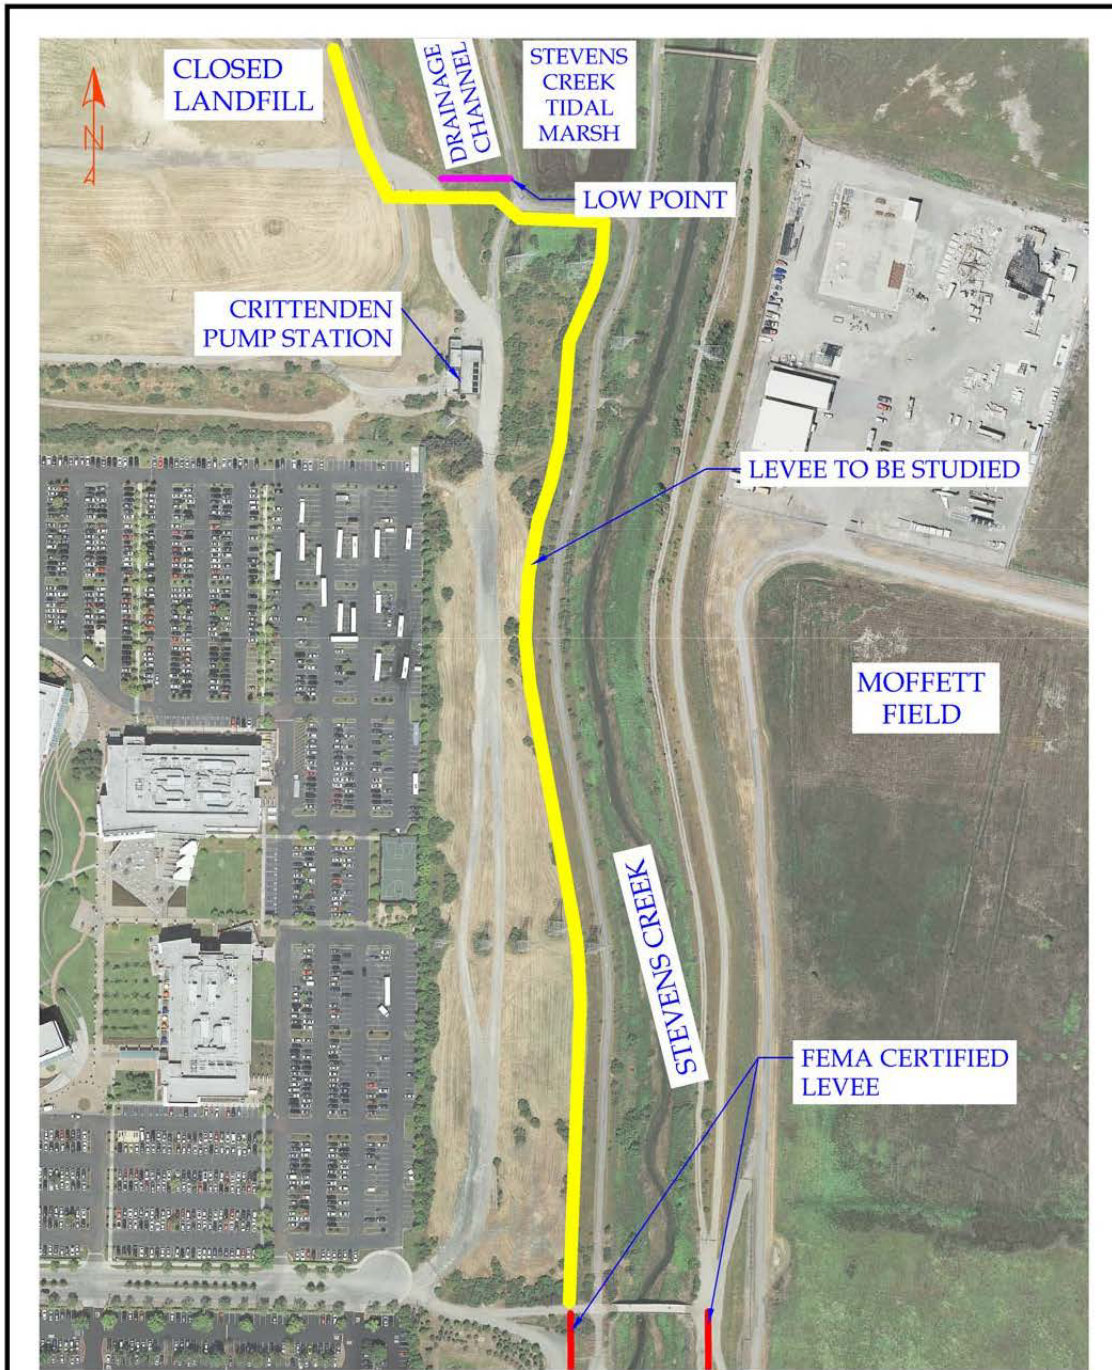 CLOSED
LANDFILL
DRAINAGE
CHANNEL
STEVENS
CREEK
TIDAL
MARSH
N
LOW POINT
CRITTENDEN
PUMP STATION
LEVEE TO BE STUDIED
MOFFETT
FIELD
STEVENS CREEK
FEMA CERTIFIED
LEVEE